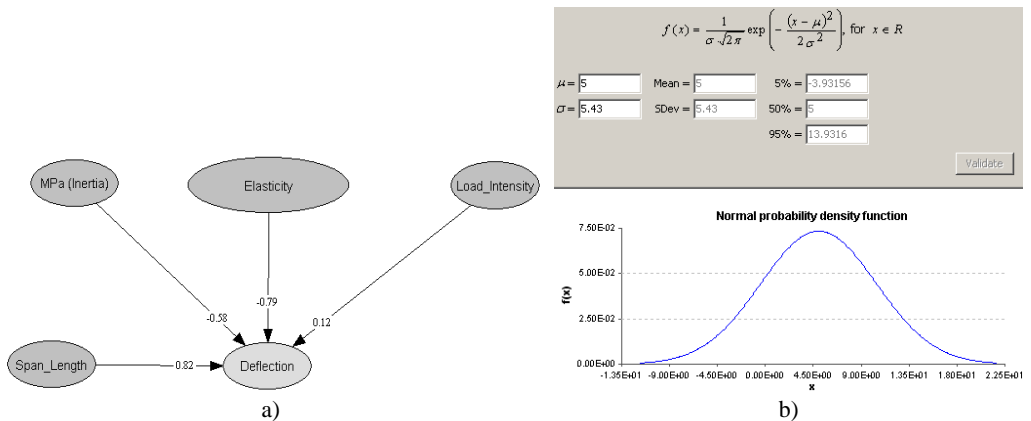 MPa (Inertia)
Elasticity
Load_Intensity
-0.58
-0.79
0.12
Span_Length
0.82
Deflection
a)
f(x) = 1/(σ·√2π) exp(-(x − μ)²/(2σ²)), for x ∈ R
μ= 5 Mean = 5 5% = -3.93156
σ= 5.43 SDev = 5.43 50% = 5
95% = 13.9316
Validate
Normal probability density function
7.50E-02
5.00E-02
2.50E-02
0.00E+00
f(x)
-1.35E+01 -9.00E+00 -4.50E+00 0.00E+00 4.50E+00 9.00E+00 1.35E+01 1.80E+01 2.25E+01
x
b)